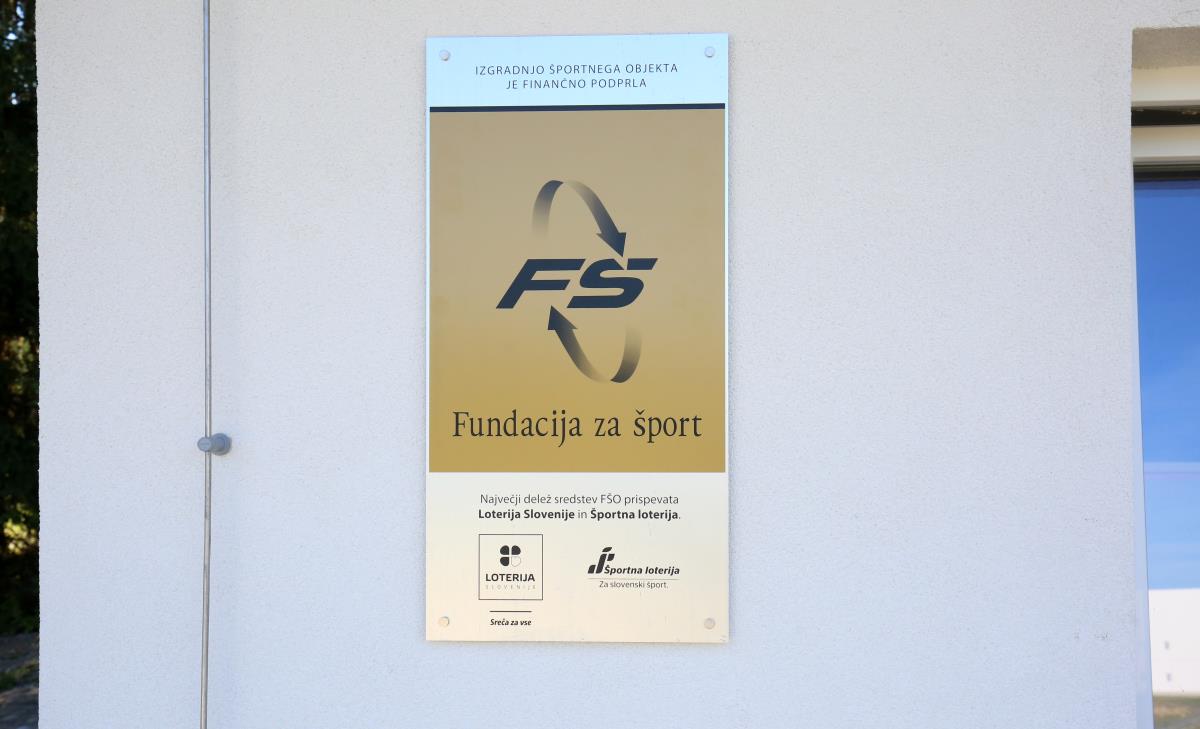 IZGRADNJO ŠPORTNEGA OBJEKTA
JE FINANČNO PODPRLA
FŠ
Fundacija za šport
Največji delež sredstev FŠO prispevata
Loterija Slovenije in Športna loterija.
LOTERIJA
SLOVENIJE
Sreča za vse
Športna loterija
Za slovenski šport.